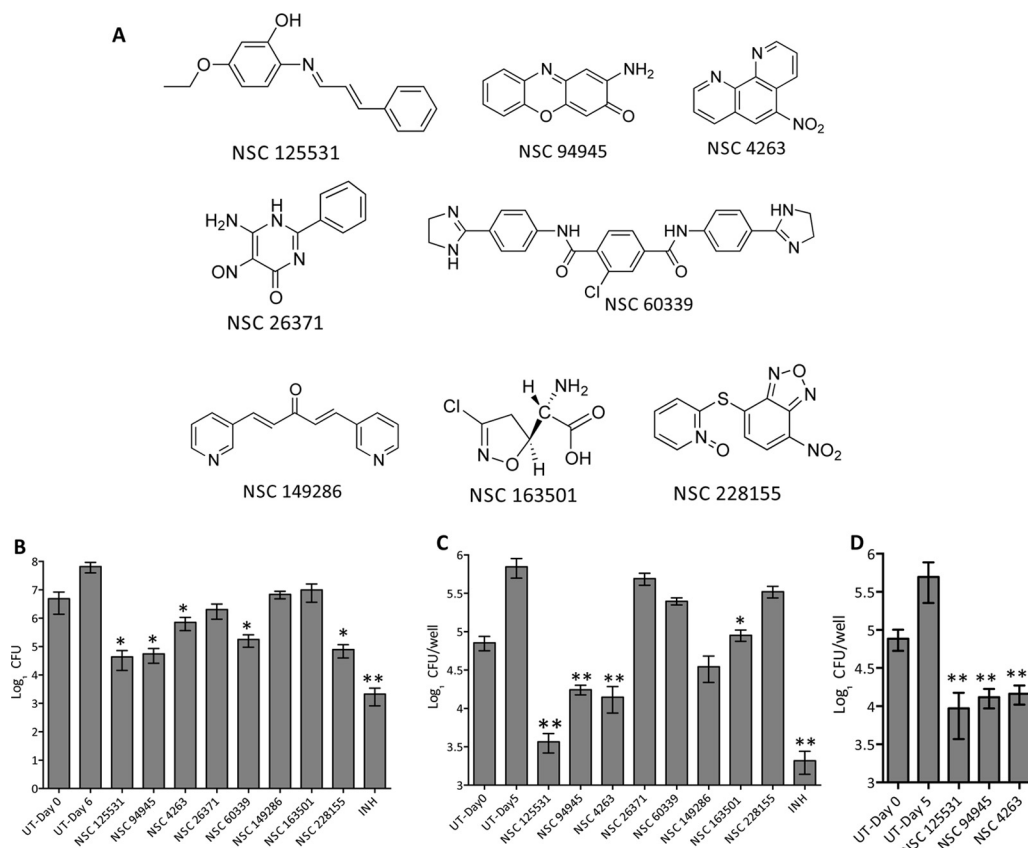 A
OH
O
N
NSC 125531
N
NH₂
O
O
NSC 94945
N
N
NO₂
NSC 4263
H
N
H₂N
N
ON
O
NSC 26371
N
N
H
NH
O
Cl
O
NH
HN
N
NSC 60339
O
N
N
NSC 149286
Cl
H
NH₂
C
O
N
O
H
OH
NSC 163501
N
O
N
S
N
O
NO₂
NSC 228155
B
Log₁ CFU
8
7
6
5
4
3
2
1
0
*
*
*
*
*
**
UT-Day 0
UT-Day 6
NSC 125531
NSC 94945
NSC 4263
NSC 26371
NSC 60339
NSC 149286
NSC 163501
NSC 228155
INH
C
Log₁ CFU/well
6
5.5
5
4.5
4
3.5
3
**
**
**
*
**
UT-Day0
UT-Day5
NSC 125531
NSC 94945
NSC 4263
NSC 26371
NSC 60339
NSC 149286
NSC 163501
NSC 228155
INH
D
Log₁ CFU/well
6
5.5
5
4.5
4
3.5
3
**
**
**
UT-Day 0
UT-Day 5
NSC 125531
NSC 94945
NSC 4263